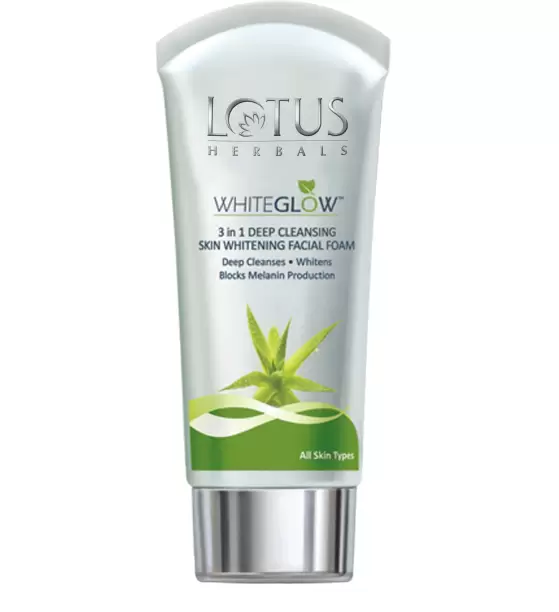 LOTUS
HERBALS
WHITEGLOW™
3 in 1 DEEP CLEANSING
SKIN WHITENING FACIAL FOAM
Deep Cleanses • Whitens
Blocks Melanin Production
All Skin Types